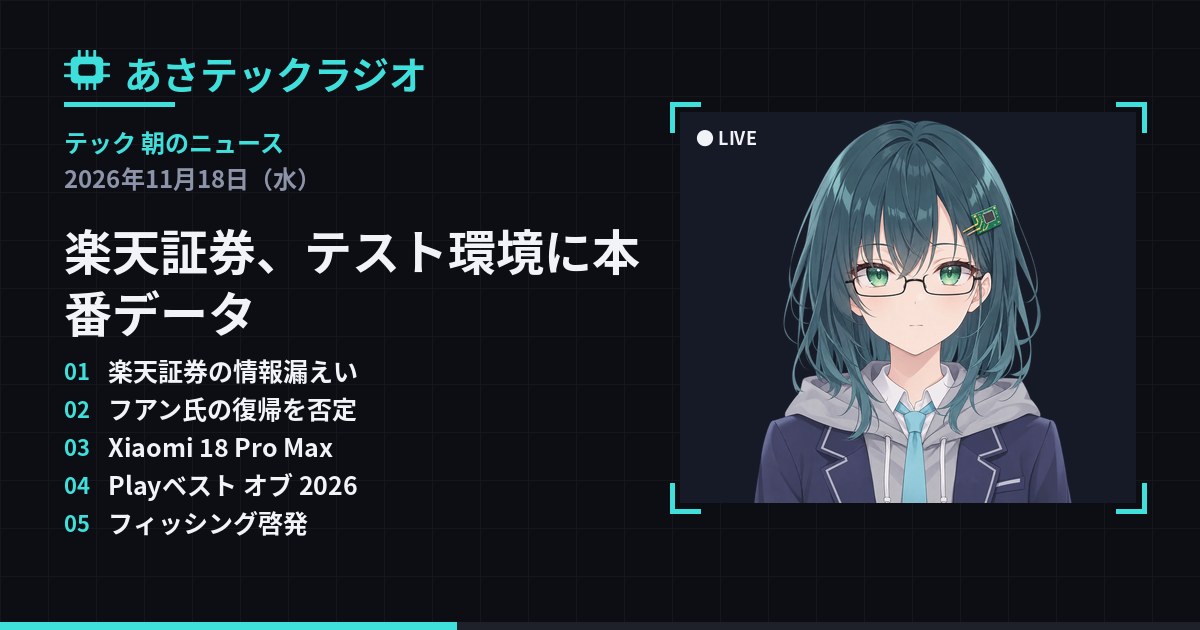 あさテックラジオ
テック 朝のニュース
2026年11月18日（水）
楽天証券、テスト環境に本
番データ
01 楽天証券の情報漏えい
02 フアン氏の復帰を否定
03 Xiaomi 18 Pro Max
04 Playベスト オブ 2026
05 フィッシング啓発
LIVE